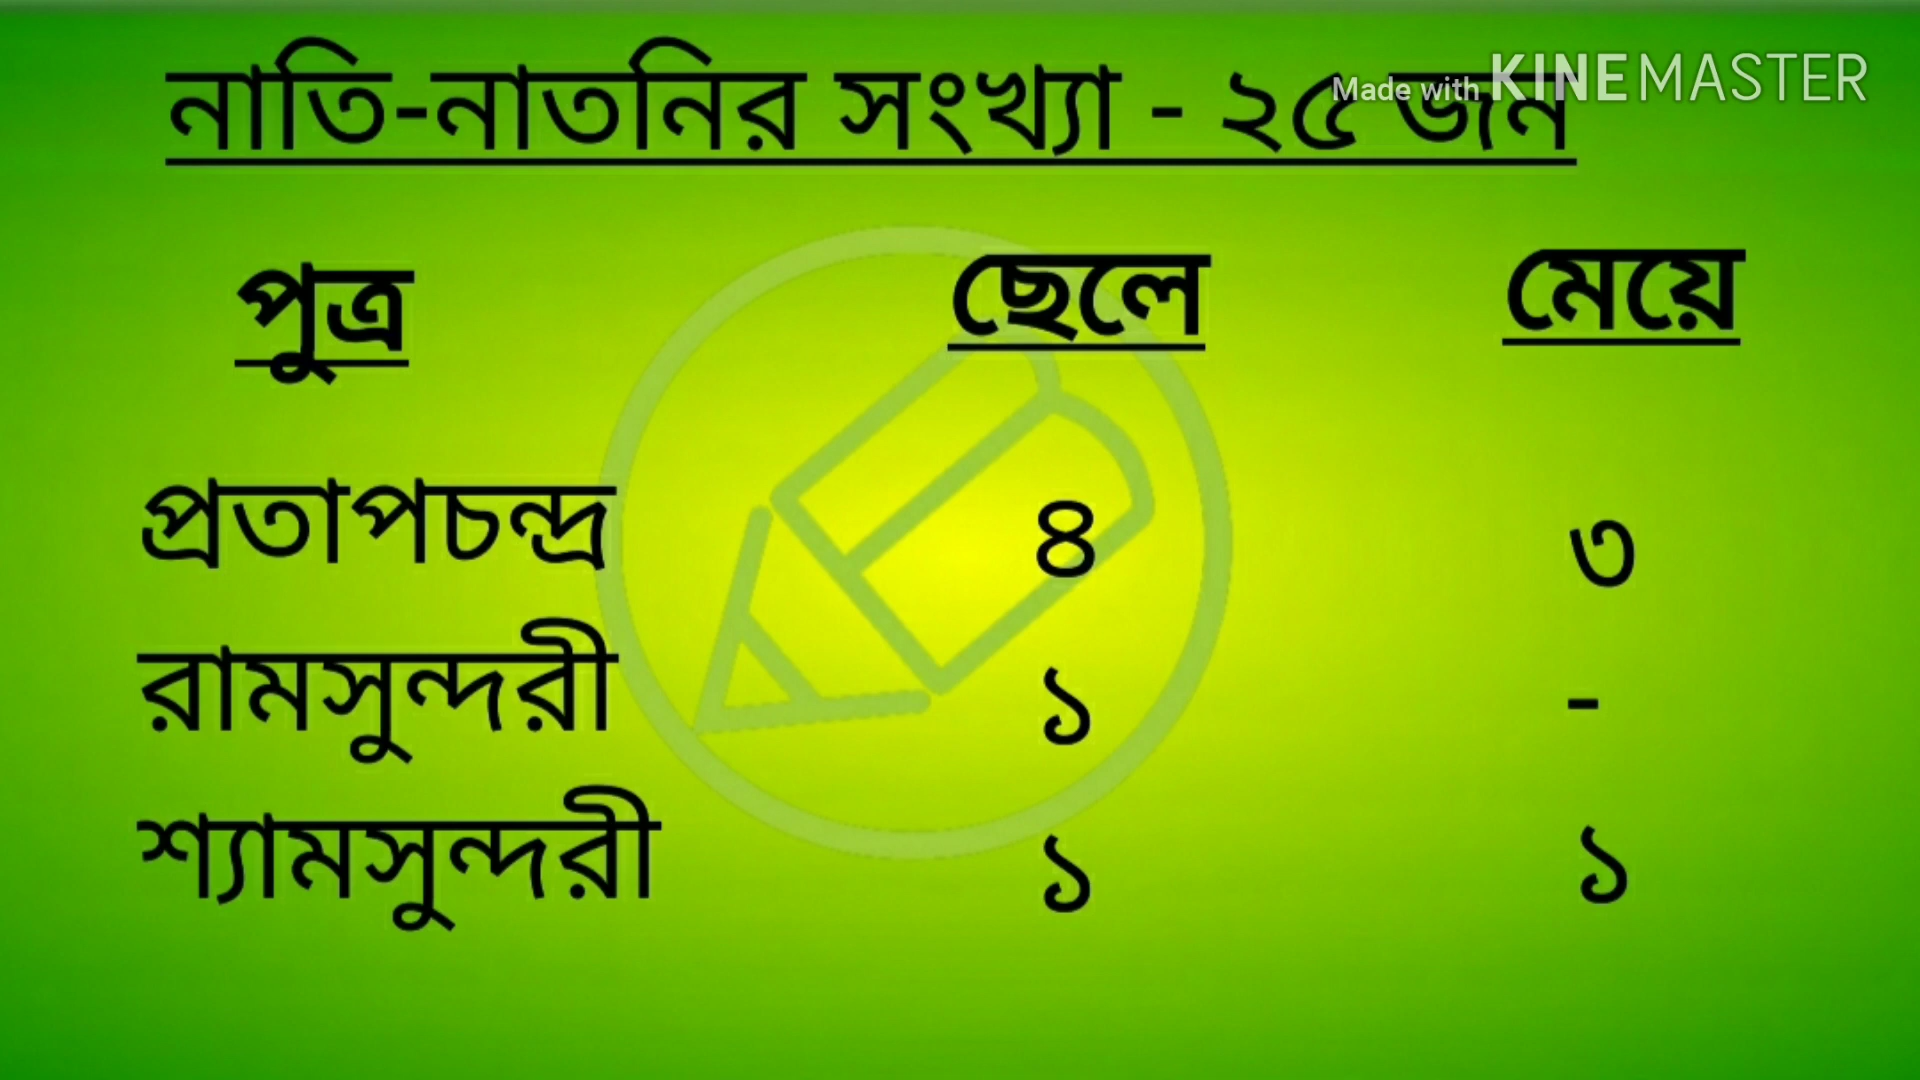 নাতি-নাতনির সংখ্যা - ২৫ জন
Made with KINEMASTER
পুত্র ছেলে মেয়ে
প্রতাপচন্দ্র ৪ ৩
রামসুন্দরী ১ -
শ্যামসুন্দরী ১ ১